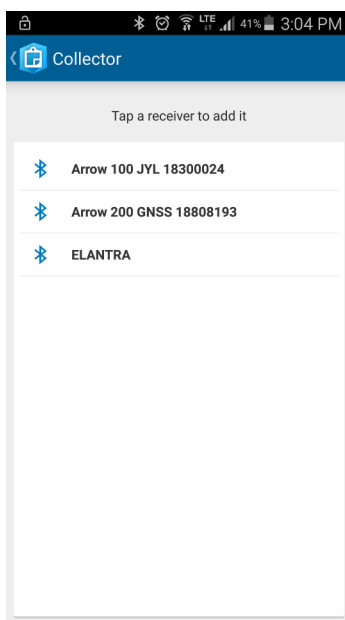 LTE 41% 3:04 PM
Collector
Tap a receiver to add it
Arrow 100 JYL 18300024
Arrow 200 GNSS 18808193
ELANTRA